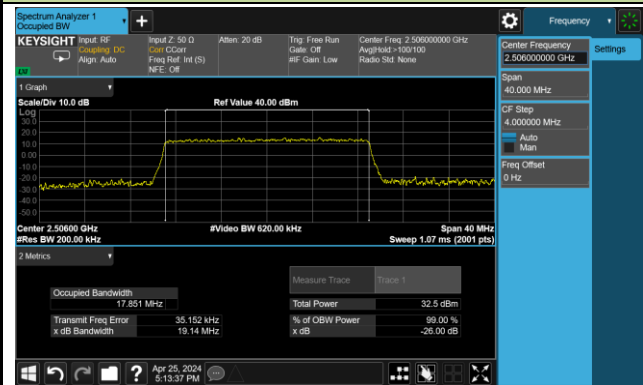 Spectrum Analyzer 1
Occupied BW
Frequency
KEYSIGHT
Input: RF
Coupling: DC
Align: Auto
Input Z: 50 Ω
Corr CCorr
Freq Ref: Int (S)
NFE: Off
Atten: 20 dB
Trig: Free Run
Gate: Off
#IF Gain: Low
Center Freq: 2.506000000 GHz
Avg|Hold:>100/100
Radio Std: None
Center Frequency
2.506000000 GHz
Settings
Span
40.000 MHz
CF Step
4.000000 MHz
Auto
Man
Freq Offset
0 Hz
1 Graph
Scale/Div 10.0 dB
Ref Value 40.00 dBm
Log
30.0
20.0
10.0
0.00
-10.0
-20.0
-30.0
-40.0
-50.0
Center 2.50600 GHz
#Video BW 620.00 kHz
Span 40 MHz
#Res BW 200.00 kHz
Sweep 1.07 ms (2001 pts)
2 Metrics
Measure Trace
Trace 1
Occupied Bandwidth
17.851 MHz
Total Power
32.5 dBm
Transmit Freq Error
35.152 kHz
% of OBW Power
99.00 %
x dB Bandwidth
19.14 MHz
x dB
-26.00 dB
Apr 25, 2024
5:13:37 PM